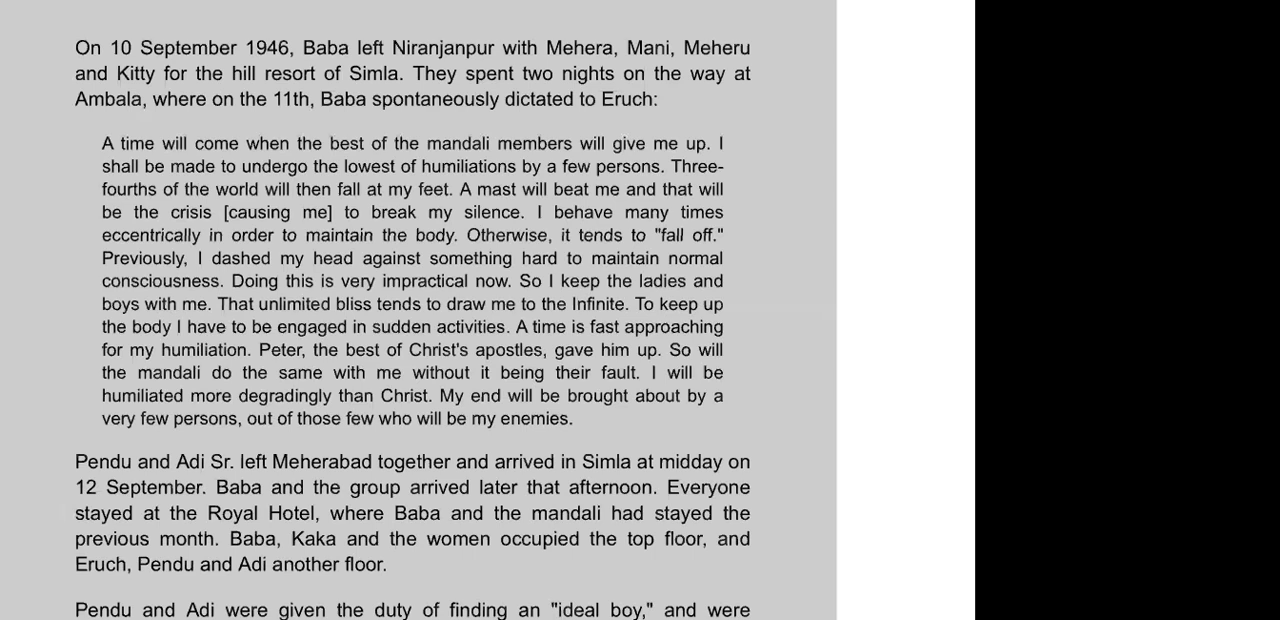 On 10 September 1946, Baba left Niranjanpur with Mehera, Mani, Meheru
and Kitty for the hill resort of Simla. They spent two nights on the way at
Ambala, where on the 11th, Baba spontaneously dictated to Eruch:
A time will come when the best of the mandali members will give me up. I
shall be made to undergo the lowest of humiliations by a few persons. Three-
fourths of the world will then fall at my feet. A mast will beat me and that will
be the crisis [causing me] to break my silence. I behave many times
eccentrically in order to maintain the body. Otherwise, it tends to "fall off."
Previously, I dashed my head against something hard to maintain normal
consciousness. Doing this is very impractical now. So I keep the ladies and
boys with me. That unlimited bliss tends to draw me to the Infinite. To keep up
the body I have to be engaged in sudden activities. A time is fast approaching
for my humiliation. Peter, the best of Christ's apostles, gave him up. So will
the mandali do the same with me without it being their fault. I will be
humiliated more degradingly than Christ. My end will be brought about by a
very few persons, out of those few who will be my enemies.
Pendu and Adi Sr. left Meherabad together and arrived in Simla at midday on
12 September. Baba and the group arrived later that afternoon. Everyone
stayed at the Royal Hotel, where Baba and the mandali had stayed the
previous month. Baba, Kaka and the women occupied the top floor, and
Eruch, Pendu and Adi another floor.
Pendu and Adi were given the duty of finding an "ideal boy," and were